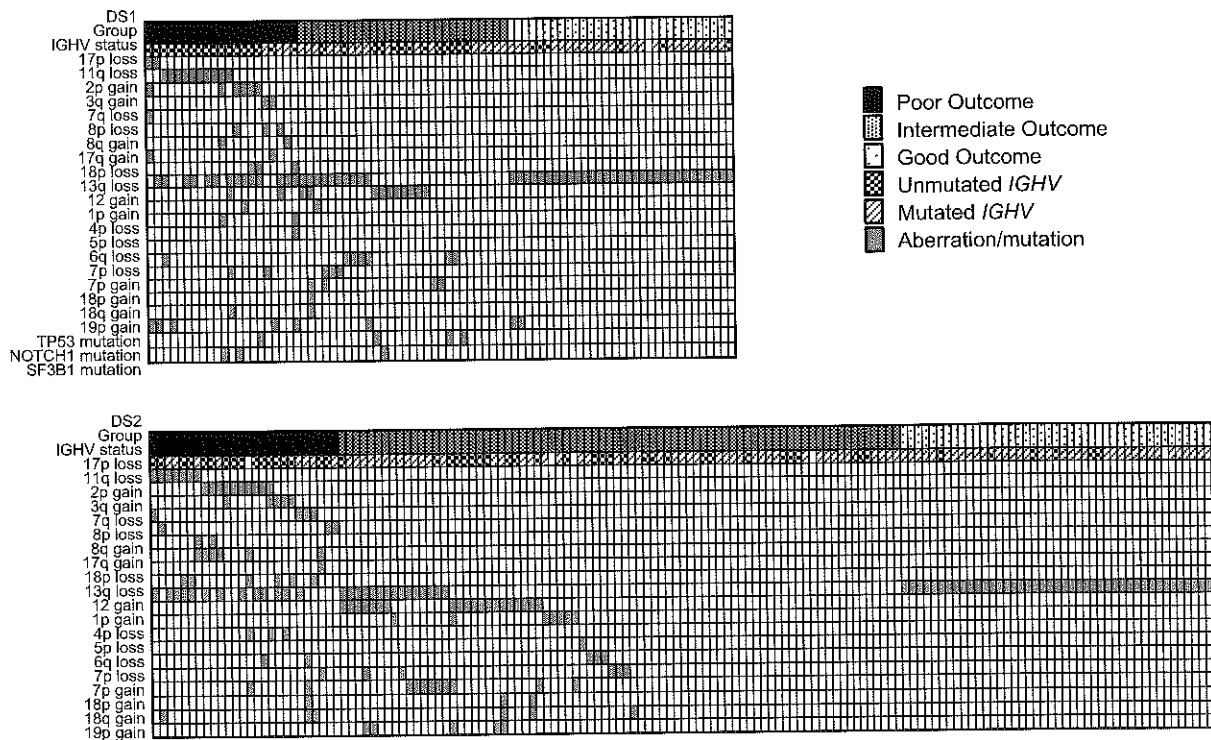 DS1
Group
IGHV status
17p loss
11q loss
2p gain
3q gain
7q loss
8p loss
8q gain
17q gain
18p loss
13q loss
12 gain
1p gain
4p loss
5p loss
6q loss
7p loss
7p gain
18p gain
18q gain
19p gain
TP53 mutation
NOTCH1 mutation
SF3B1 mutation
Poor Outcome
Intermediate Outcome
Good Outcome
Unmutated IGHV
Mutated IGHV
Aberration/mutation
DS2
Group
IGHV status
17p loss
11q loss
2p gain
3q gain
7q loss
8p loss
8q gain
17q gain
18p loss
13q loss
12 gain
1p gain
4p loss
5p loss
6q loss
7p loss
7p gain
18p gain
18q gain
19p gain